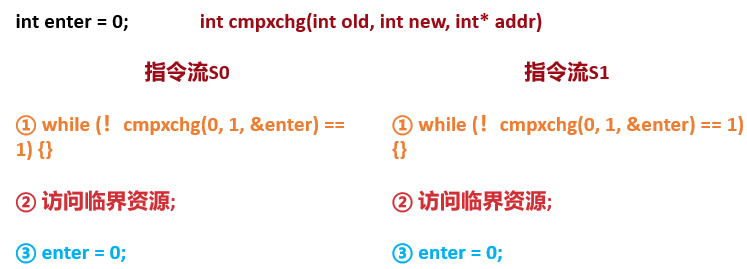 int enter = 0; int cmpxchg(int old, int new, int* addr)
指令流S0 指令流S1
① while (！cmpxchg(0, 1, &enter) ==
1) {}
① while (！cmpxchg(0, 1, &enter) == 1)
{}
② 访问临界资源; ② 访问临界资源;
③ enter = 0; ③ enter = 0;